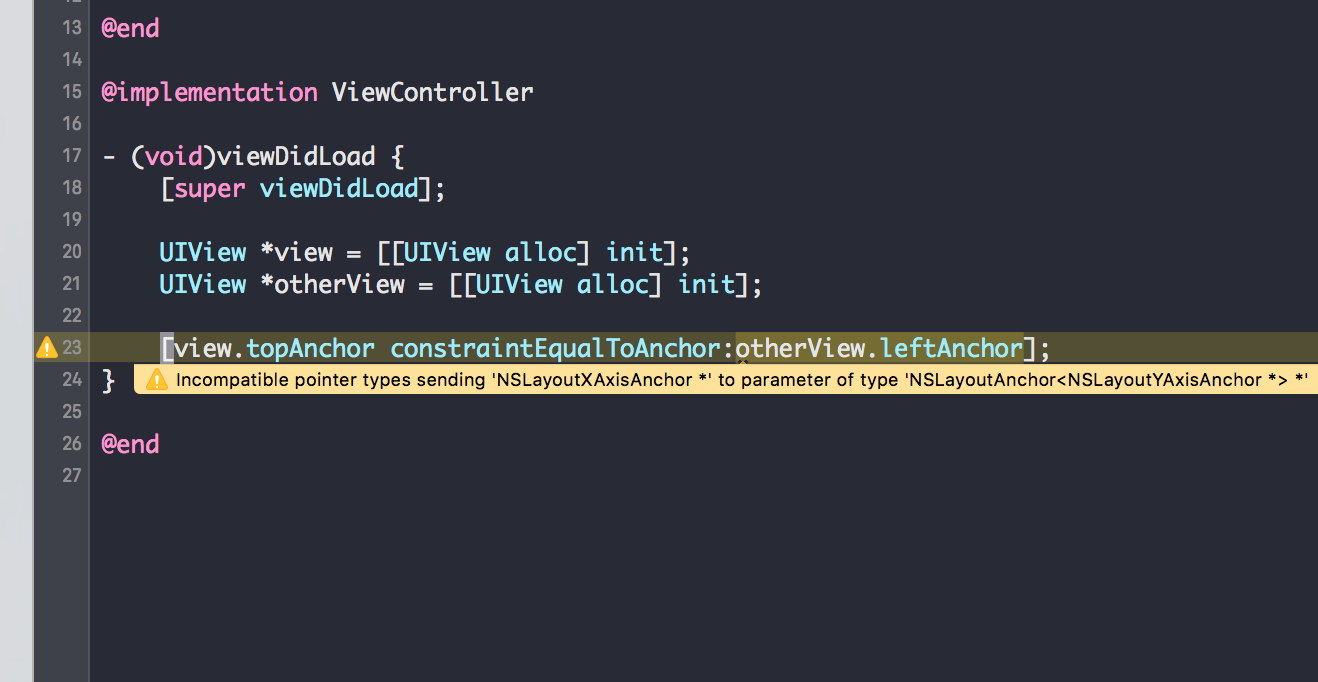 13 @end
14
15 @implementation ViewController
16
17 - (void)viewDidLoad {
18 [super viewDidLoad];
19
20 UIView *view = [[UIView alloc] init];
21 UIView *otherView = [[UIView alloc] init];
22
23 [view.topAnchor constraintEqualToAnchor:otherView.leftAnchor];
24 } Incompatible pointer types sending 'NSLayoutXAxisAnchor *' to parameter of type 'NSLayoutAnchor<NSLayoutYAxisAnchor *> *'
25
26 @end
27